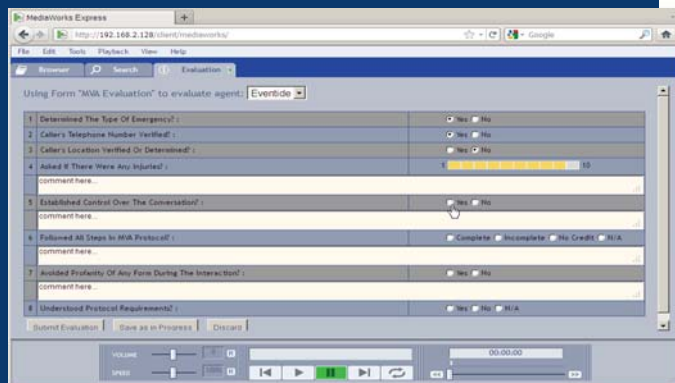 MediaWorks Express
http://192.168.2.128/client/mediaworks/
Google
File Edit Tools Playback View Help
Browser Search Evaluation
Using Form "MVA Evaluation" to evaluate agent: Eventide
1 Determined The Type Of Emergency? : Yes No
2 Caller's Telephone Number Verified? : Yes No
3 Caller's Location Verified Or Determined? : Yes No
4 Asked If There Were Any Injuries? : 1 10
comment here...
5 Established Control Over The Conversation? : Yes No
comment here...
6 Followed All Steps In MVA Protocol? : Complete Incomplete No Credit N/A
comment here...
7 Avoided Profanity Of Any Form During The Interaction? : Yes No
comment here...
8 Understood Protocol Requirements? : Yes No N/A
Submit Evaluation Save as in Progress Discard
VOLUME R
SPEED 100% R
00:00:00